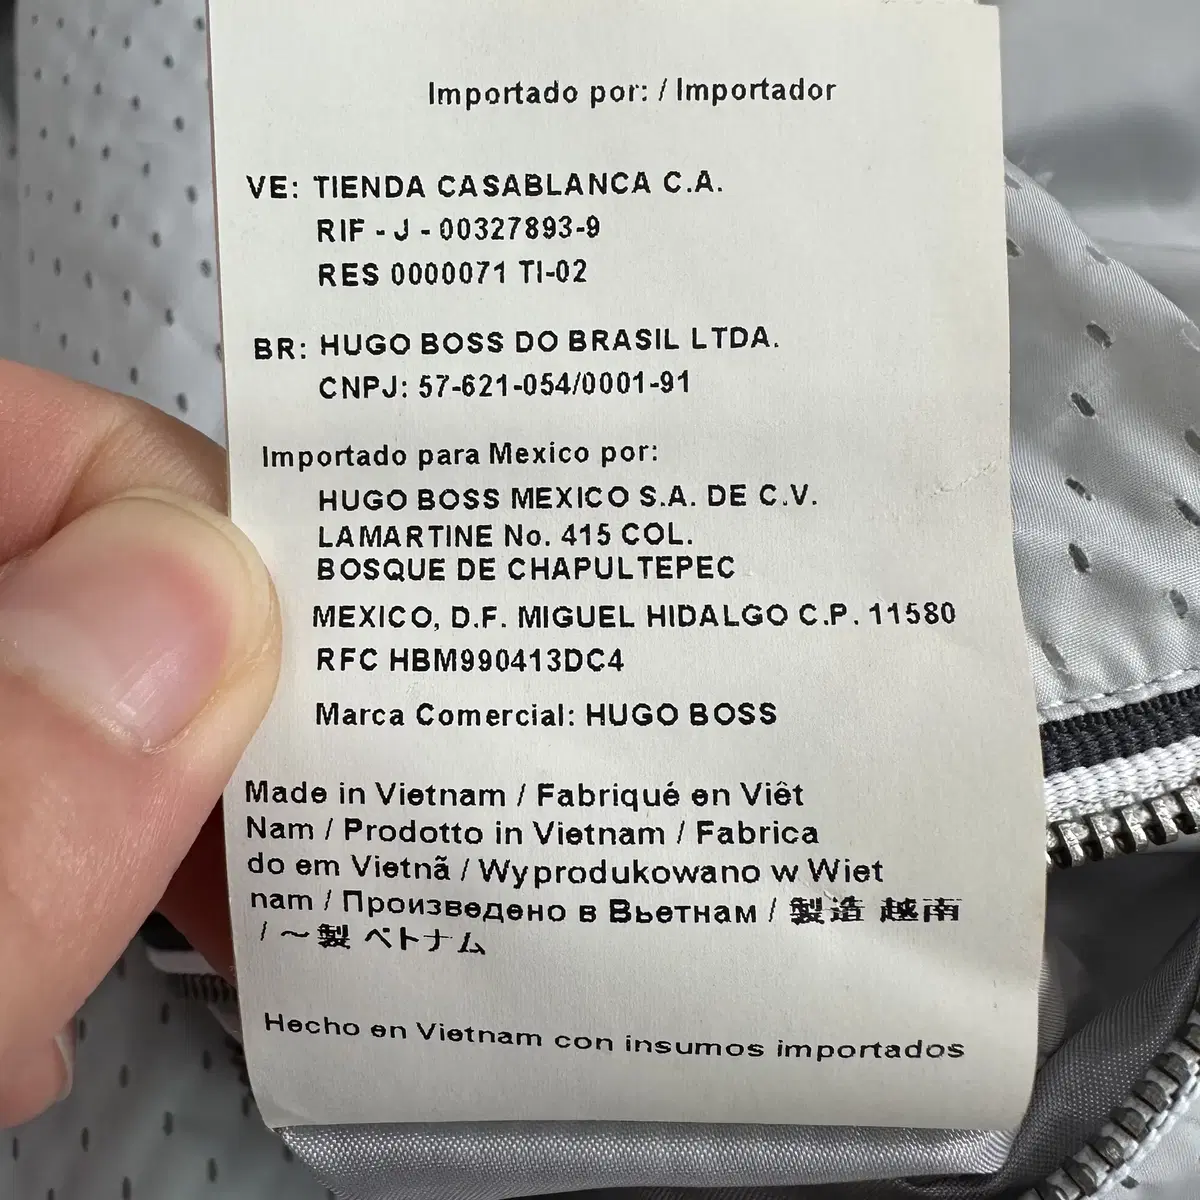 Importado por: / Importador
VE: TIENDA CASABLANCA C.A.
RIF - J - 00327893-9
RES 0000071 TI-02
BR: HUGO BOSS DO BRASIL LTDA.
CNPJ: 57-621-054/0001-91
Importado para Mexico por:
HUGO BOSS MEXICO S.A. DE C.V.
LAMARTINE No. 415 COL.
BOSQUE DE CHAPULTEPEC
MEXICO, D.F. MIGUEL HIDALGO C.P. 11580
RFC HBM990413DC4
Marca Comercial: HUGO BOSS
Made in Vietnam / Fabriqué en Viêt
Nam / Prodotto in Vietnam / Fabrica
do em Vietnã / Wyprodukowano w Wiet
nam / Произведено в Вьетнам / 製造 越南
/ ～製 ベトナム
Hecho en Vietnam con insumos importados